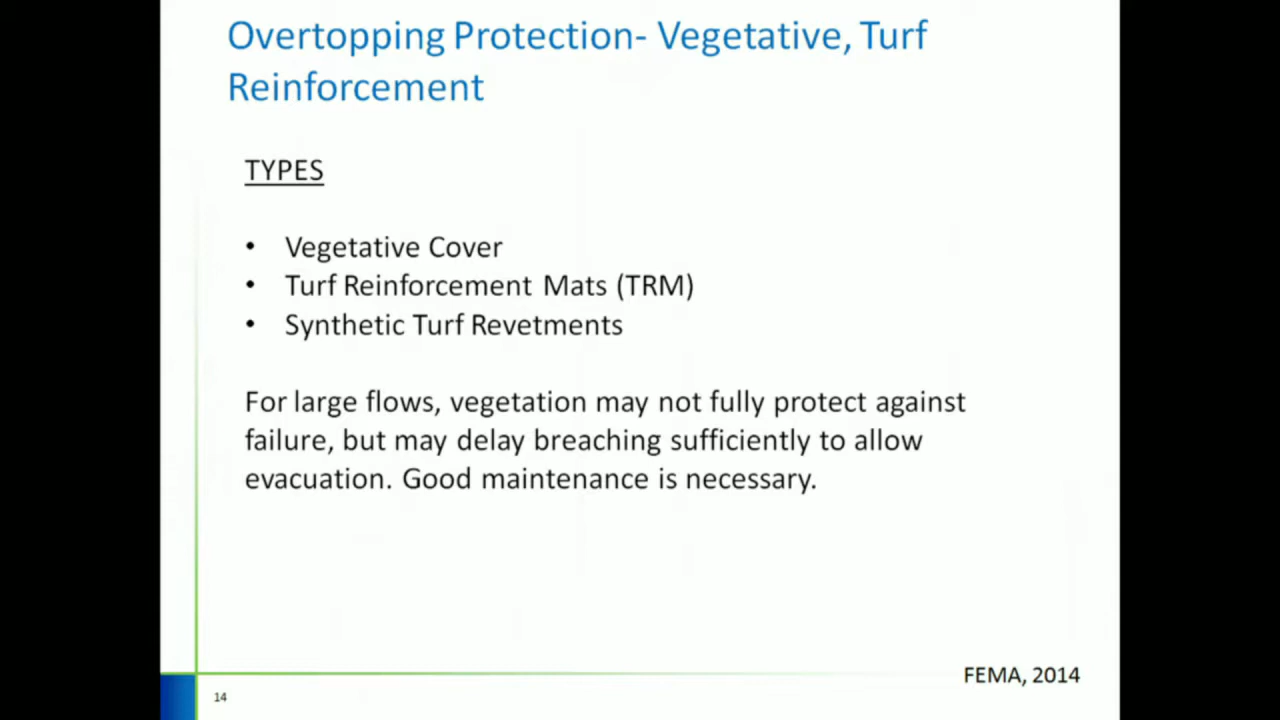 Overtopping Protection- Vegetative, Turf
Reinforcement
TYPES
• Vegetative Cover
• Turf Reinforcement Mats (TRM)
• Synthetic Turf Revetments
For large flows, vegetation may not fully protect against
failure, but may delay breaching sufficiently to allow
evacuation. Good maintenance is necessary.
FEMA, 2014
14